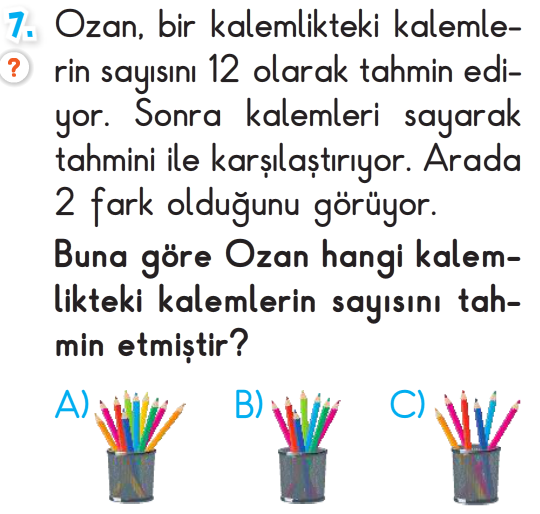 7. Ozan, bir kalemlikteki kalemle-
? rin sayısını 12 olarak tahmin edi-
yor. Sonra kalemleri sayarak
tahmini ile karşılaştırıyor. Arada
2 fark olduğunu görüyor.
Buna göre Ozan hangi kalem-
likteki kalemlerin sayısını tah-
min etmiştir?
A) B) C)